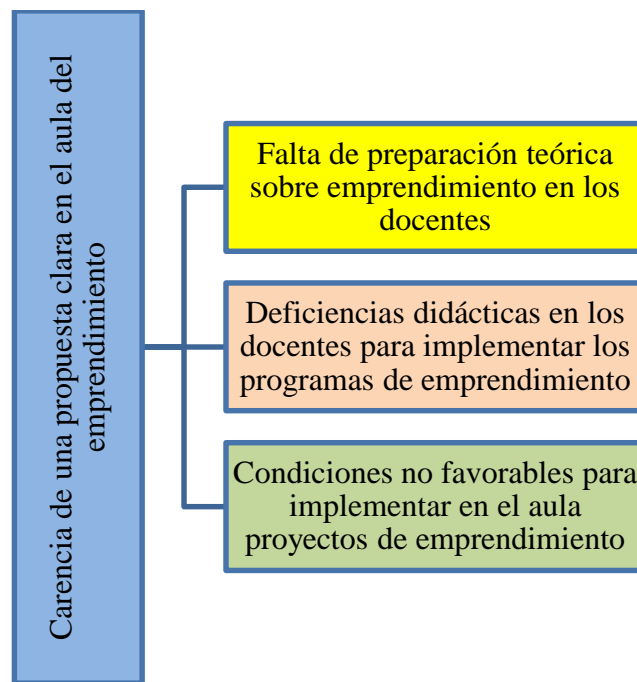 Carencia de una propuesta clara en el aula del
emprendimiento
Falta de preparación teórica
sobre emprendimiento en los
docentes
Deficiencias didácticas en los
docentes para implementar los
programas de emprendimiento
Condiciones no favorables para
implementar en el aula
proyectos de emprendimiento